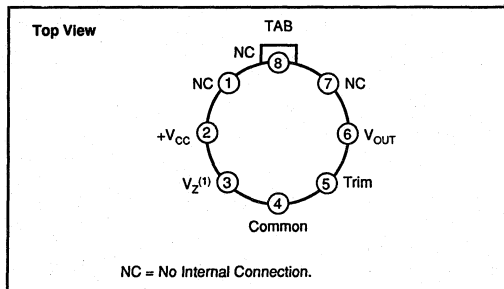 Top View
TAB
NC
8
NC 1
7 NC
+VCC 2
6 VOUT
VZ(1) 3
5 Trim
4
Common
NC = No Internal Connection.